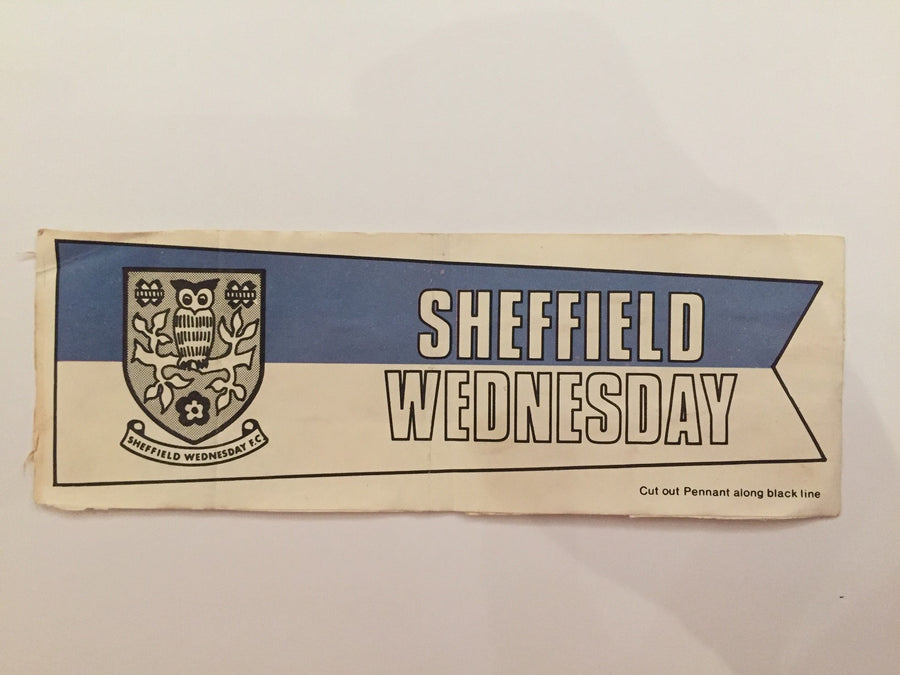 SHEFFIELD
WEDNESDAY
SHEFFIELD WEDNESDAY F.C
Cut out Pennant along black line